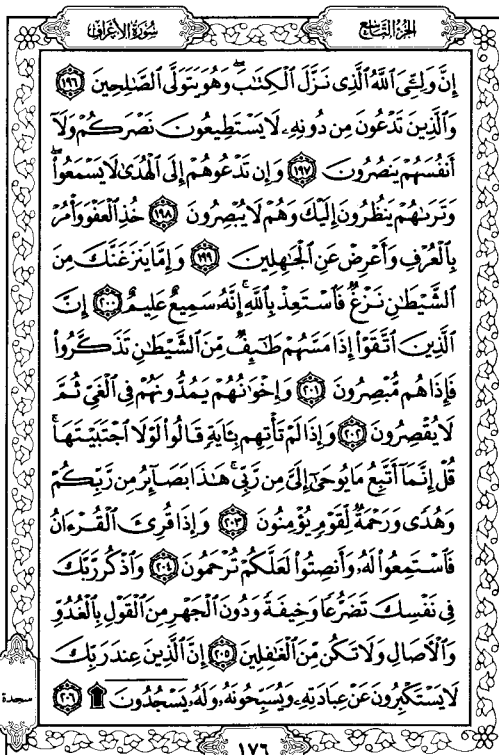 الجزء التاسع
سورة الأعراف
إِنَّ وَلِـِّۧيَ ٱللَّهُ ٱلَّذِي نَزَّلَ ٱلْكِتَـٰبَ ۖ وَهُوَ يَتَوَلَّى ٱلصَّـٰلِحِينَ ١٩٦
وَٱلَّذِينَ تَدْعُونَ مِن دُونِهِۦ لَا يَسْتَطِيعُونَ نَصْرَكُمْ وَلَآ
أَنفُسَهُمْ يَنصُرُونَ ١٩٧ وَإِن تَدْعُوهُمْ إِلَى ٱلْهُدَىٰ لَا يَسْمَعُوا۟ ۖ
وَتَرَىٰهُمْ يَنظُرُونَ إِلَيْكَ وَهُمْ لَا يُبْصِرُونَ ١٩٨ خُذِ ٱلْعَفْوَ وَأْمُرْ
بِٱلْعُرْفِ وَأَعْرِضْ عَنِ ٱلْجَـٰهِلِينَ ١٩٩ وَإِمَّا يَنزَغَنَّكَ مِنَ
ٱلشَّيْطَـٰنِ نَزْغٌ فَٱسْتَعِذْ بِٱللَّهِ ۚ إِنَّهُۥ سَمِيعٌ عَلِيمٌ ٢٠٠ إِنَّ
ٱلَّذِينَ ٱتَّقَوْا۟ إِذَا مَسَّهُمْ طَـٰٓئِفٌ مِّنَ ٱلشَّيْطَـٰنِ تَذَكَّرُوا۟
فَإِذَا هُم مُّبْصِرُونَ ٢٠١ وَإِخْوَٰنُهُمْ يَمُدُّونَهُمْ فِي ٱلْغَيِّ ثُمَّ
لَا يُقْصِرُونَ ٢٠٢ وَإِذَا لَمْ تَأْتِهِم بِـَٔايَةٍ قَالُوا۟ لَوْلَا ٱجْتَبَيْتَهَا ۚ
قُلْ إِنَّمَآ أَتَّبِعُ مَا يُوحَىٰٓ إِلَىَّ مِن رَّبِّي ۚ هَـٰذَا بَصَآئِرُ مِن رَّبِّكُمْ
وَهُدًى وَرَحْمَةٌ لِّقَوْمٍ يُؤْمِنُونَ ٢٠٣ وَإِذَا قُرِئَ ٱلْقُرْءَانُ
فَٱسْتَمِعُوا۟ لَهُۥ وَأَنصِتُوا۟ لَعَلَّكُمْ تُرْحَمُونَ ٢٠٤ وَٱذْكُر رَّبَّكَ
فِي نَفْسِكَ تَضَرُّعًا وَخِيفَةً وَدُونَ ٱلْجَهْرِ مِنَ ٱلْقَوْلِ بِٱلْغُدُوِّ
وَٱلْـَٔاصَالِ وَلَا تَكُن مِّنَ ٱلْغَـٰفِلِينَ ٢٠٥ إِنَّ ٱلَّذِينَ عِندَ رَبِّكَ
لَا يَسْتَكْبِرُونَ عَنْ عِبَادَتِهِۦ وَيُسَبِّحُونَهُۥ وَلَهُۥ يَسْجُدُونَ ۩ ٢٠٦
سجدة
١٧٦